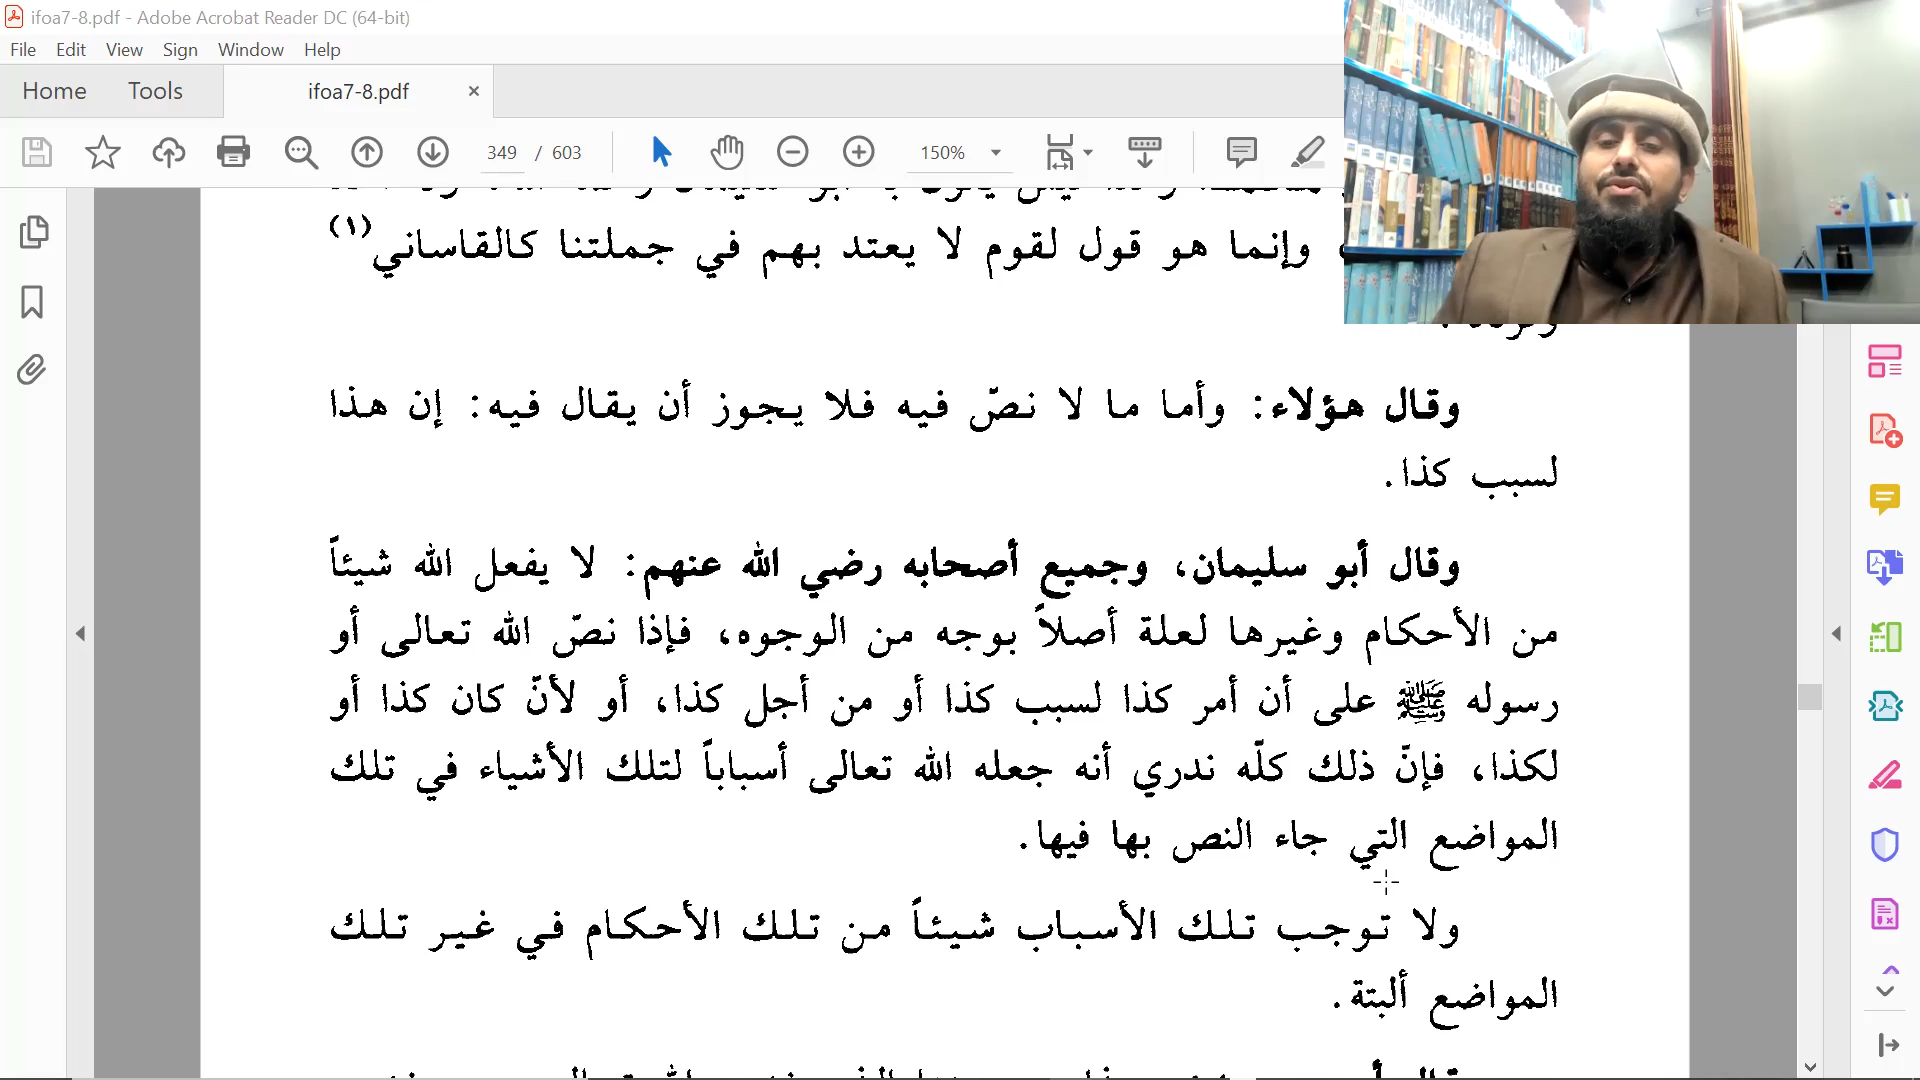 ifoa7-8.pdf - Adobe Acrobat Reader DC (64-bit)
File Edit View Sign Window Help
Home Tools ifoa7-8.pdf ×
349 / 603 150%
وإنما هو قول لقوم لا يعتد بهم في جملتنا كالقاساني(١)
وقال هؤلاء: وأما ما لا نصّ فيه فلا يجوز أن يقال فيه: إن هذا
لسبب كذا.
وقال أبو سليمان، وجميع أصحابه رضي الله عنهم: لا يفعل الله شيئاً
من الأحكام وغيرها لعلة أصلاً بوجه من الوجوه، فإذا نصّ الله تعالى أو
رسوله ﷺ على أن أمر كذا لسبب كذا أو من أجل كذا، أو لأنّ كان كذا أو
لكذا، فإنّ ذلك كلّه ندري أنه جعله الله تعالى أسباباً لتلك الأشياء في تلك
المواضع التي جاء النص بها فيها.
ولا توجب تلك الأسباب شيئاً من تلك الأحكام في غير تلك
المواضع ألبتة.